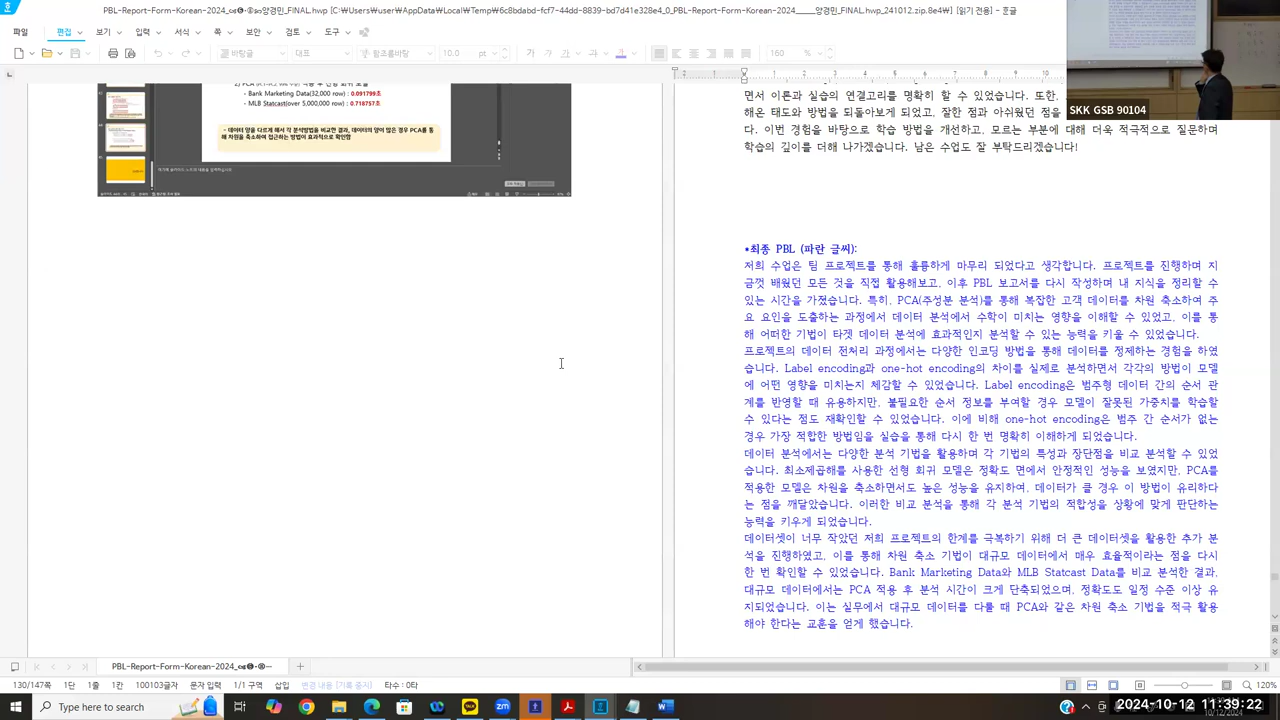 PBL-Report-Form-Korean-2024_
안경민_FINAL.hwp [C:₩Users₩user₩AppData₩Local₩Temp₩
[읽기 전용] - 한글
편집
2) PCA
- Bank Marketing Data(32,000 row) : 0.091799초
- MLB Statcast(over 5,000,000 row) : 0.718757초
- 데이터 양을 다르게 해서 각 분석방법을 비교한 결과, 데이터의 양이 많은 경우 PCA를 통
해 차원을 축소하여 접근하는 방법이 효과적으로 확인함
면서 이론과 실습의 연결고리를 명확히 할 수 있었습니다. 또한,
해온 태도와 방법을 되돌아보게 되었고, 잘한 점과 아쉬웠던 점을
다. 이번 경험을 바탕으로 학습 방법을 개선하고, 모르는 부분에 대해 더욱 적극적으로 질문하며
학습의 깊이를 더해 나가겠습니다. 남은 수업도 잘 부탁드리겠습니다!
SKK GSB 90104
*최종 PBL (파란 글씨):
저희 수업은 팀 프로젝트를 통해 훌륭하게 마무리 되었다고 생각합니다. 프로젝트를 진행하며 지
금껏 배웠던 모든 것을 직접 활용해보고, 이후 PBL 보고서를 다시 작성하며 내 지식을 정리할 수
있는 시간을 가졌습니다. 특히, PCA(주성분 분석)를 통해 복잡한 고객 데이터를 차원 축소하여 주
요 요인을 도출하는 과정에서 데이터 분석에서 수학이 미치는 영향을 이해할 수 있었고, 이를 통
해 어떠한 기법이 타겟 데이터 분석에 효과적인지 분석할 수 있는 능력을 키울 수 있었습니다.
프로젝트의 데이터 전처리 과정에서는 다양한 인코딩 방법을 통해 데이터를 정제하는 경험을 하였
습니다. Label encoding과 one-hot encoding의 차이를 실제로 분석하면서 각각의 방법이 모델
에 어떤 영향을 미치는지 체감할 수 있었습니다. Label encoding은 범주형 데이터 간의 순서 관
계를 반영할 때 유용하지만, 불필요한 순서 정보를 부여할 경우 모델이 잘못된 가중치를 학습할
수 있다는 점도 재확인할 수 있었습니다. 이에 비해 one-hot encoding은 범주 간 순서가 없는
경우 가장 적합한 방법임을 실습을 통해 다시 한 번 명확히 이해하게 되었습니다.
데이터 분석에서는 다양한 분석 기법을 활용하며 각 기법의 특성과 장단점을 비교 분석할 수 있었
습니다. 최소제곱해를 사용한 선형 회귀 모델은 정확도 면에서 안정적인 성능을 보였지만, PCA를
적용한 모델은 차원을 축소하면서도 높은 성능을 유지하여, 데이터가 클 경우 이 방법이 유리하다
는 점을 깨달았습니다. 이러한 비교 분석을 통해 각 분석 기법의 적합성을 상황에 맞게 판단하는
능력을 키우게 되었습니다.
데이터셋이 너무 작았던 저희 프로젝트의 한계를 극복하기 위해 더 큰 데이터셋을 활용한 추가 분
석을 진행하였고, 이를 통해 차원 축소 기법이 대규모 데이터에서 매우 효율적이라는 점을 다시
한 번 확인할 수 있었습니다. Bank Marketing Data와 MLB Statcast Data를 비교 분석한 결과,
대규모 데이터에서는 PCA 적용 후 분석 시간이 크게 단축되었으며, 정확도도 일정 수준 이상 유
지되었습니다. 이는 실무에서 대규모 데이터를 다룰 때 PCA와 같은 차원 축소 기법을 적극 활용
해야 한다는 교훈을 얻게 했습니다.
PBL-Report-Form-Korean-2024_
130/147쪽 1단 1줄 1칸 100103글자 문자 입력 1/1 구역 삽입 변경 내용 [기록 중지] 타수 : 0타
120%
Type here to search
2024-10-12 11:39:22
10/12/2024